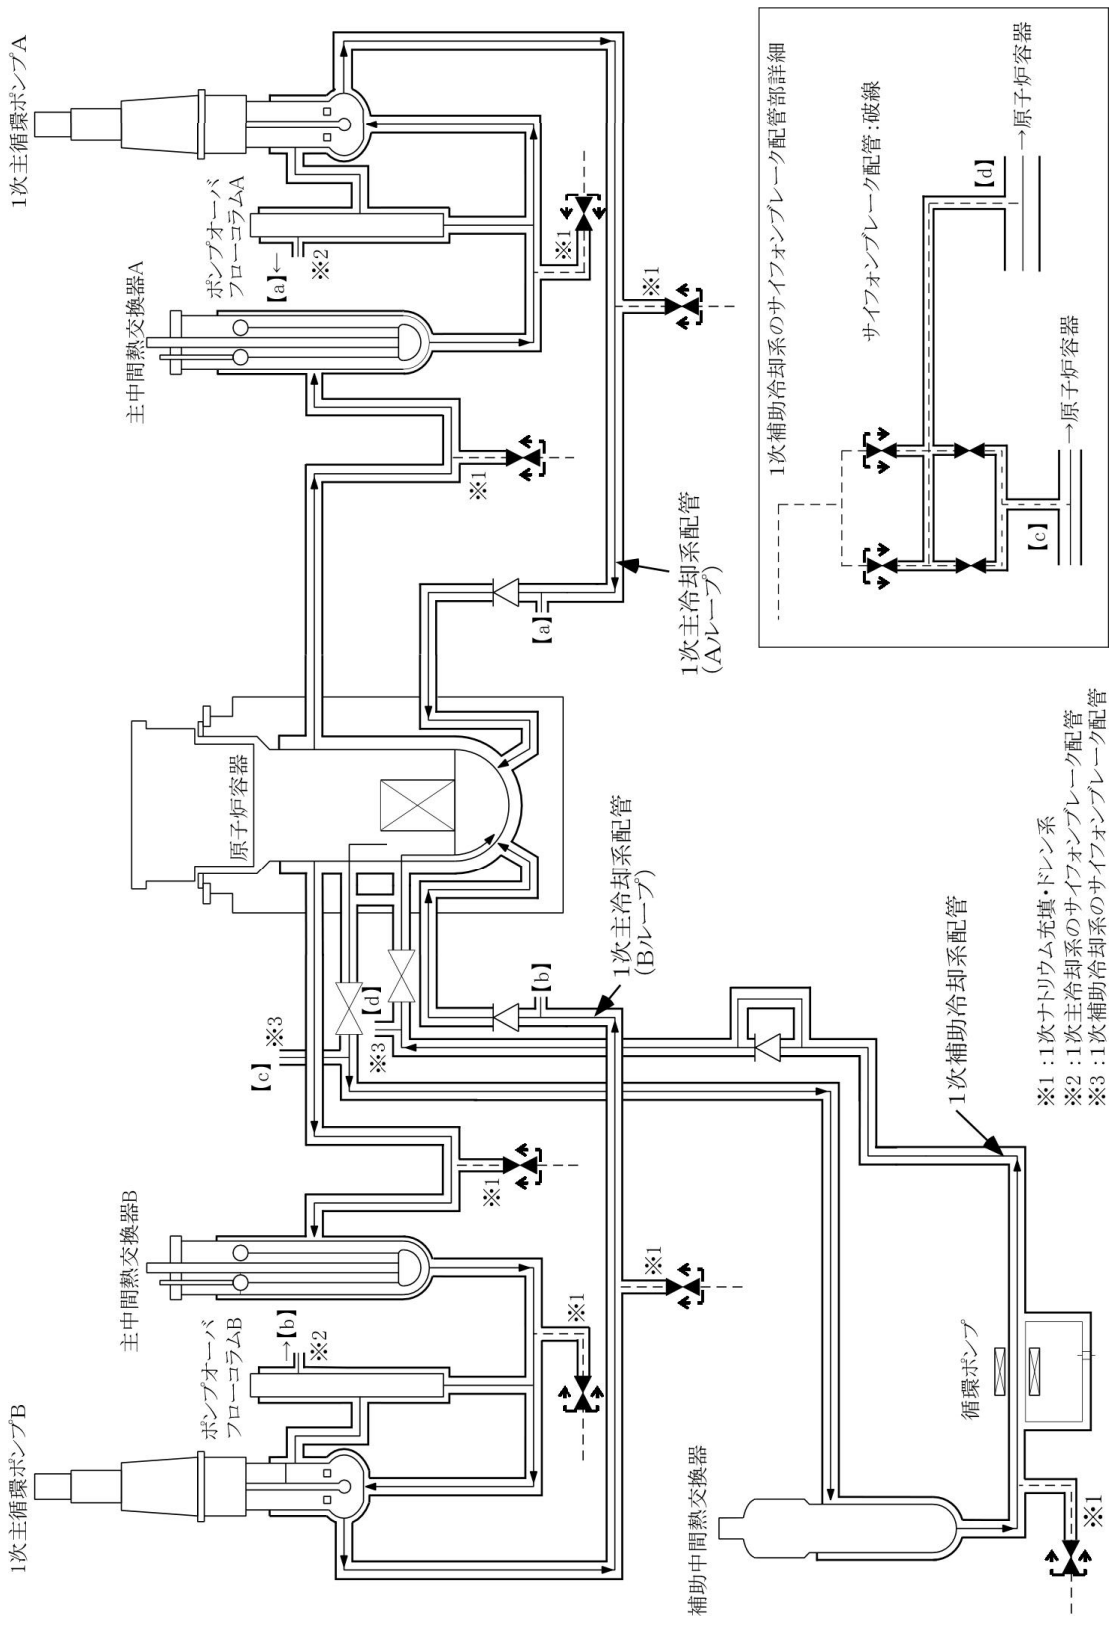 1次主循環ポンプA
ポンプオーバ
フローコラムA
【a】←
※2
主中間熱交換器A
※1
※1
※1
原子炉容器
【a】
1次主冷却系配管
(Aループ)
1次補助冷却系のサイフォンブレーク配管部詳細
サイフォンブレーク配管:破線
【d】
→原子炉容器
【c】
→原子炉容器
1次主循環ポンプB
ポンプオーバ
フローコラムB
→【b】
※2
主中間熱交換器B
※1
※1
※1
【c】
※3
【d】
※3
【b】
1次主冷却系配管
(Bループ)
補助中間熱交換器
循環ポンプ
1次補助冷却系配管
※1
※1:1次ナトリウム充填・ドレン系
※2:1次主冷却系のサイフォンブレーク配管
※3:1次補助冷却系のサイフォンブレーク配管